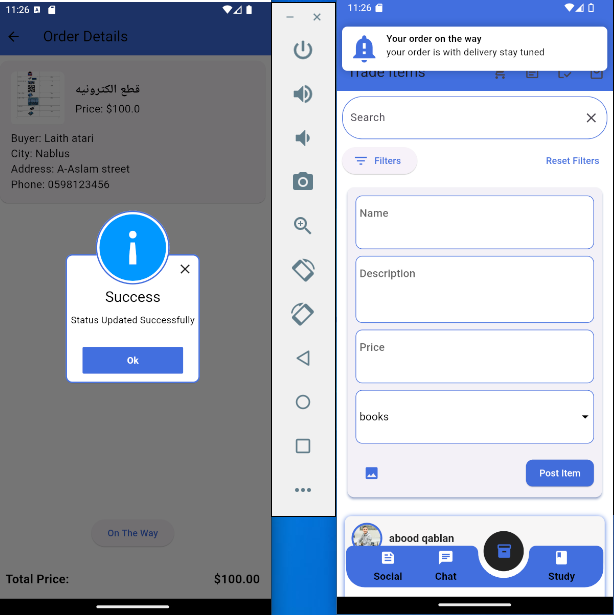 11:26
Order Details
قطع الكترونيه
Price: $100.0
Buyer: Laith atari
City: Nablus
Address: A-Aslam street
Phone: 0598123456
Success
Status Updated Successfully
Ok
On The Way
Total Price: $100.00
11:26
Your order on the way
your order is with delivery stay tuned
Trade Items
Search
Filters
Reset Filters
Name
Description
Price
books
Post Item
abood qablan
Social
Chat
Study